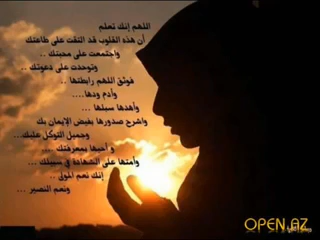 اللهم إنك تعلم
أن هذه القلوب قد التقت على طاعتك
واجتمعت على محبتك ..
وتوحدت على دعوتك ..
فوثق اللهم رابطتها ..
وأدم ودها....
وأهدها سبلها ...
واشرح صدورها بفيض الإيمان بك
وجميل التوكل عليك...
و أحيها بمعرفتك ...
وأمتها على الشهادة في سبيلك ...
إنك نعم المولى ..
ونعم النصير ...
OPEN.AZ